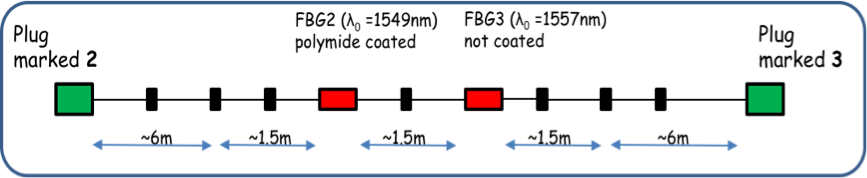 Plug
marked 2
FBG2 (λ₀ =1549nm)
polymide coated
FBG3 (λ₀ =1557nm)
not coated
Plug
marked 3
~6m
~1.5m
~1.5m
~1.5m
~6m